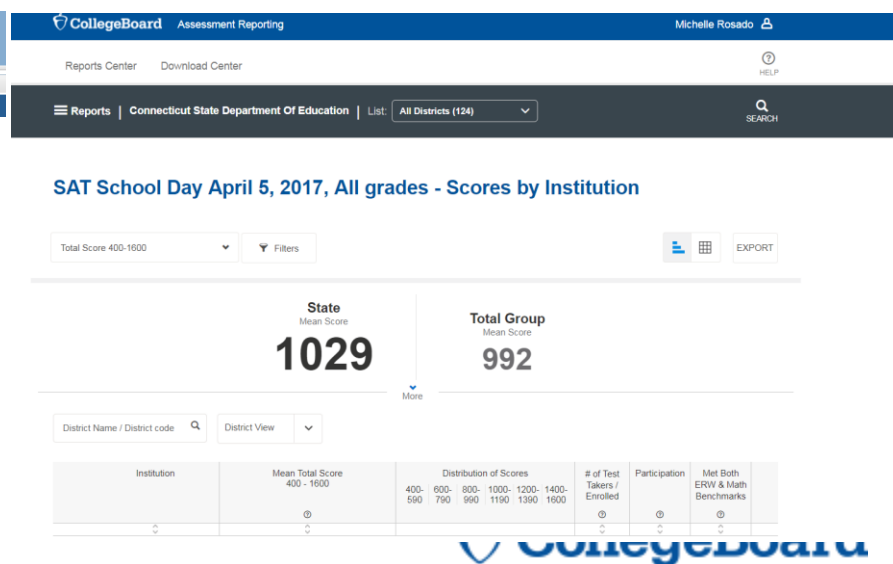 CollegeBoard Assessment Reporting Michelle Rosado
Reports Center Download Center
HELP
Reports | Connecticut State Department Of Education | List: All Districts (124)
SEARCH
SAT School Day April 5, 2017, All grades - Scores by Institution
Total Score 400-1600 Filters EXPORT
State Total Group
Mean Score Mean Score
1029 992
More
District Name / District code District View
Institution Mean Total Score Distribution of Scores # of Test Participation Met Both
400 - 1600 Takers / ERW & Math
400- 600- 800- 1000- 1200- 1400- Enrolled Benchmarks
590 790 990 1190 1390 1600
CollegeBoard